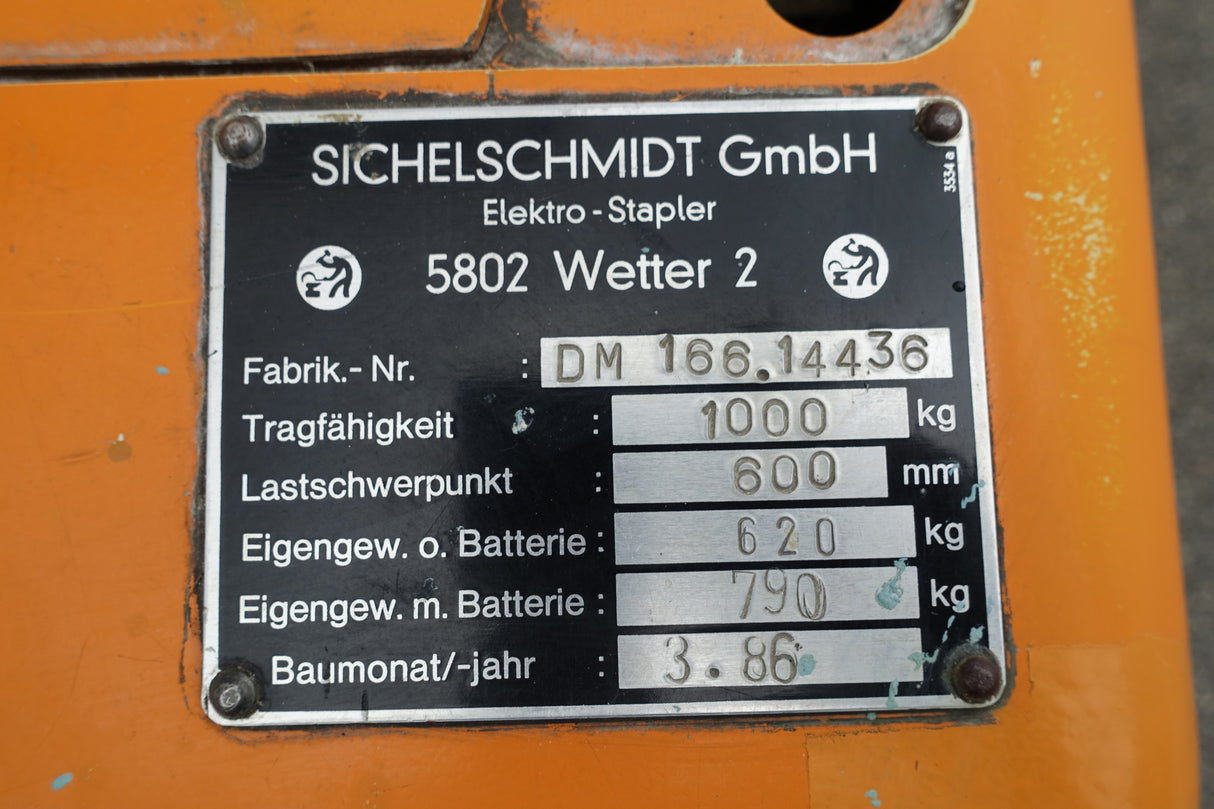 SICHELSCHMIDT GmbH
3534a
Elektro-Stapler
5802 Wetter 2
Fabrik.- Nr. : DM 166.14436
Tragfähigkeit : 1000 kg
Lastschwerpunkt : 600 mm
Eigengew. o. Batterie : 620 kg
Eigengew. m. Batterie : 790 kg
Baumonat/-jahr : 3.86